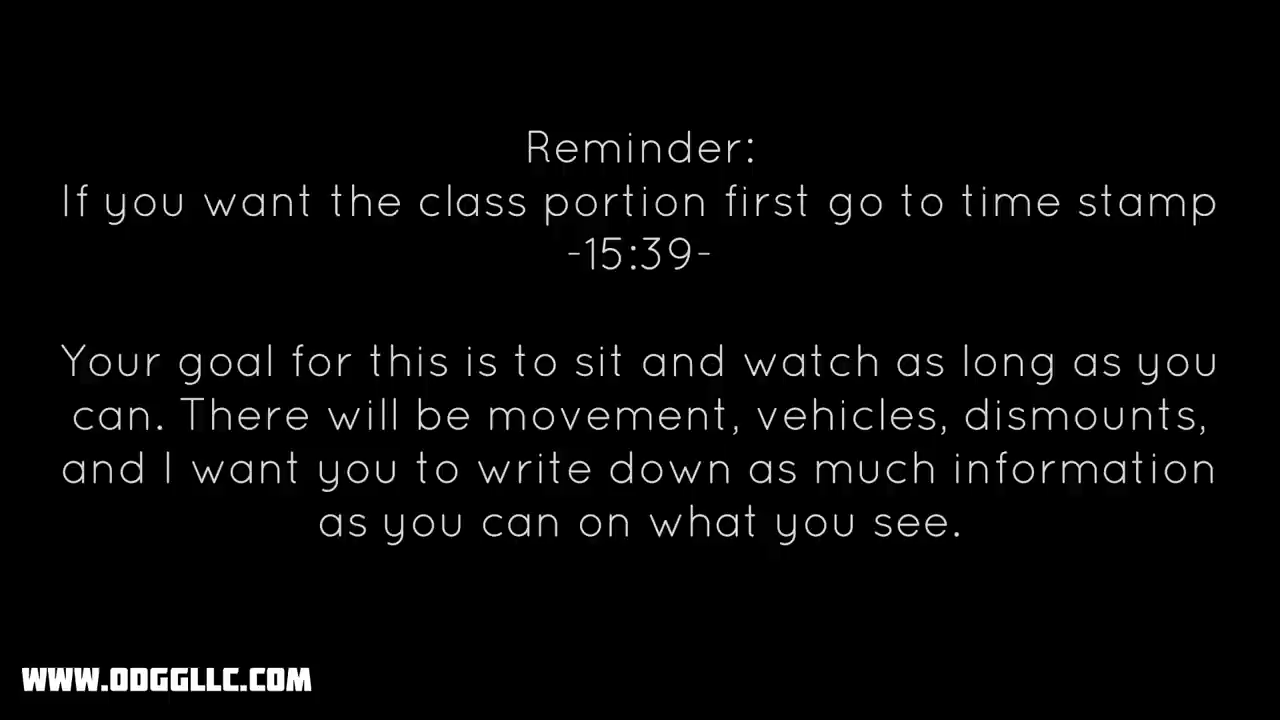 Reminder:
If you want the class portion first go to time stamp
-15:39-
Your goal for this is to sit and watch as long as you
can. There will be movement, vehicles, dismounts,
and I want you to write down as much information
as you can on what you see.
WWW.ODGGLLC.COM